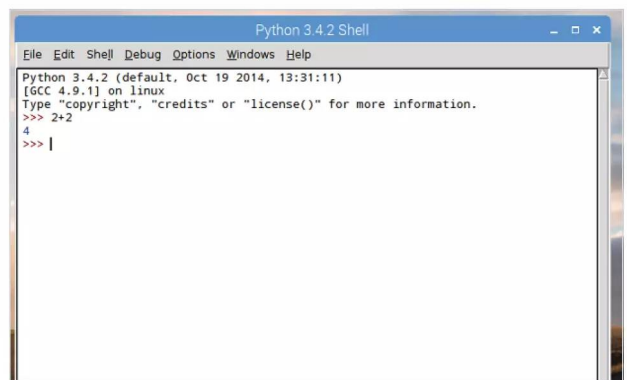 Python 3.4.2 Shell
File Edit Shell Debug Options Windows Help
Python 3.4.2 (default, Oct 19 2014, 13:31:11)
[GCC 4.9.1] on linux
Type "copyright", "credits" or "license()" for more information.
>>> 2+2
4
>>>